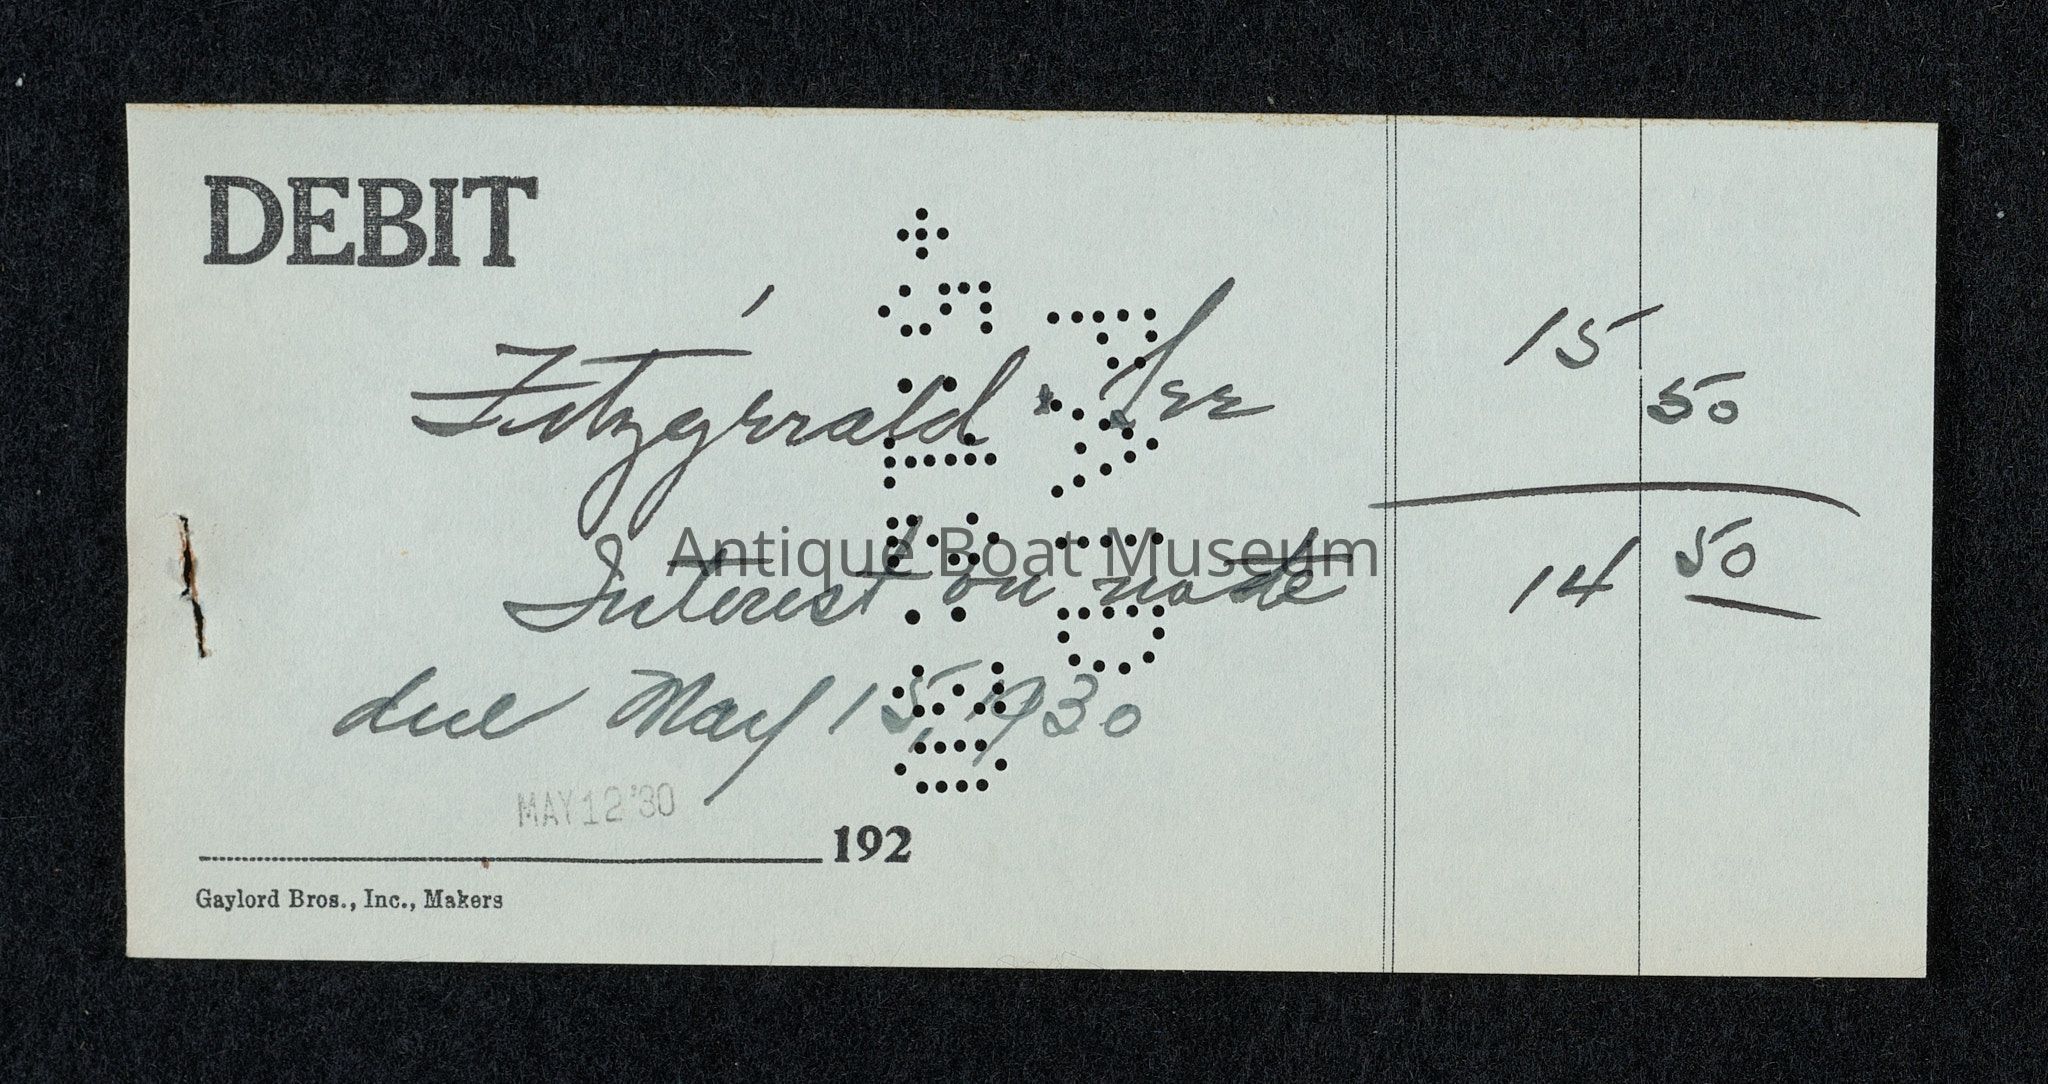 DEBIT
Fitzgerald & Lee
15
50
Interest on note
14 50
due May 15, 1930
MAY 12 '30
192
Gaylord Bros., Inc., Makers
Antique Boat Museum
PAID